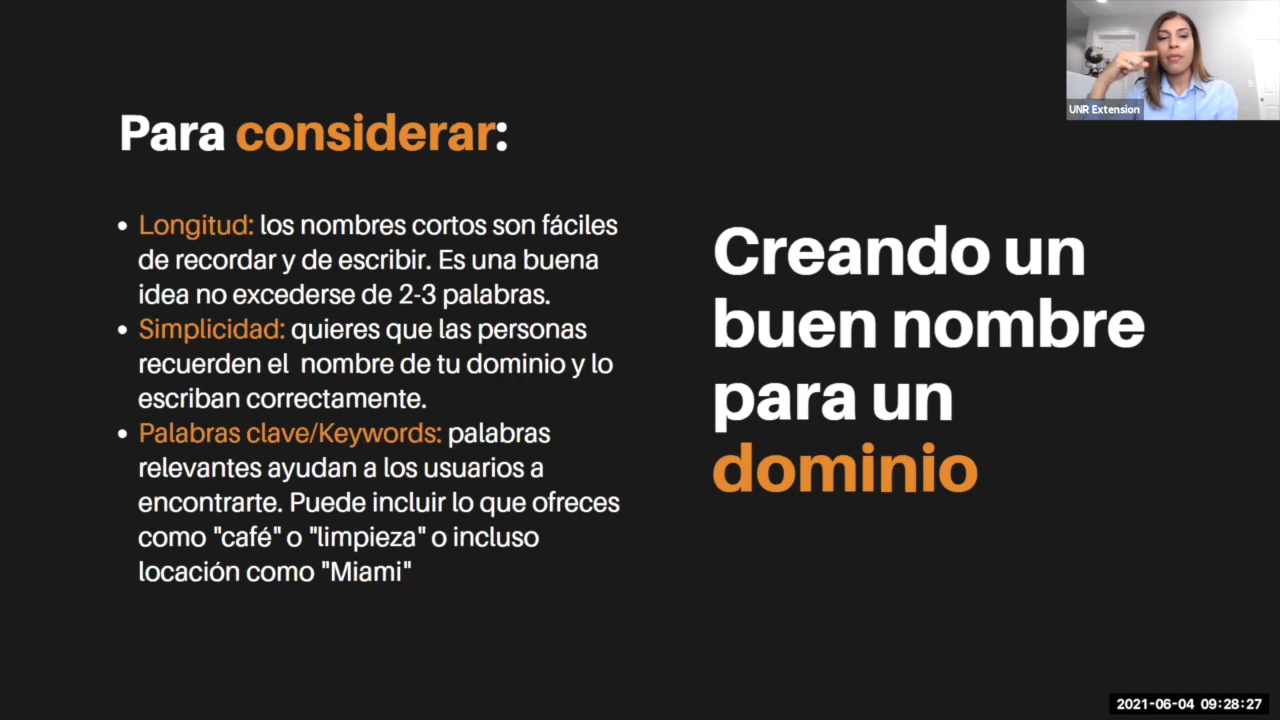 UNR Extension
Para considerar:
• Longitud: los nombres cortos son fáciles
de recordar y de escribir. Es una buena
idea no excederse de 2-3 palabras.
• Simplicidad: quieres que las personas
recuerden el nombre de tu dominio y lo
escriban correctamente.
• Palabras clave/Keywords: palabras
relevantes ayudan a los usuarios a
encontrarte. Puede incluir lo que ofreces
como "café" o "limpieza" o incluso
locación como "Miami"
Creando un
buen nombre
para un
dominio
2021-06-04 09:28:27